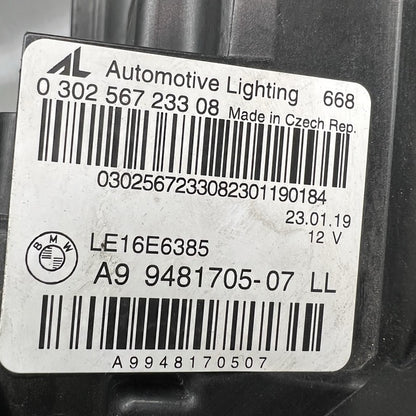 AL Automotive Lighting 668
0 302 567 233 08 Made in Czech Rep.
0302567233082301190184
23.01.19
12 V
BMW
LE16E6385
A9 9481705-07 LL
A9948170507